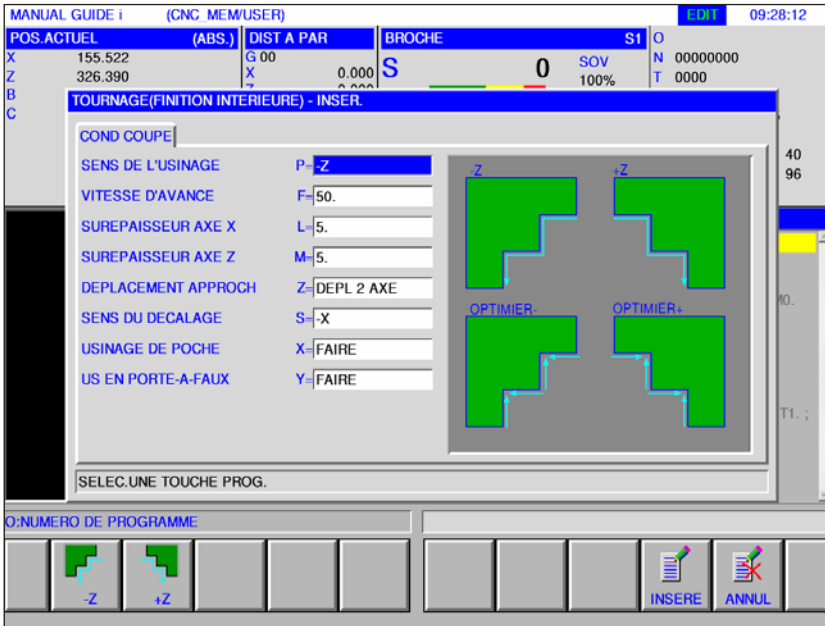 MANUAL GUIDE i (CNC_MEM/USER) EDIT 09:28:12
POS.ACTUEL (ABS.) DIST A PAR BROCHE S1 O
X 155.522 G 00 S 0 SOV N 00000000
Z 326.390 X 0.000 100% T 0000
B
C
TOURNAGE(FINITION INTERIEURE) - INSER.
COND COUPE
SENS DE L'USINAGE P=-Z
VITESSE D'AVANCE F=50.
SUREPAISSEUR AXE X L=5.
SUREPAISSEUR AXE Z M=5.
DEPLACEMENT APPROCH Z=DEPL 2 AXE
SENS DU DECALAGE S=-X
USINAGE DE POCHE X=FAIRE
US EN PORTE-A-FAUX Y=FAIRE
-Z +Z
OPTIMIER- OPTIMIER+
40
96
M0.
T1. ;
SELEC.UNE TOUCHE PROG.
O:NUMERO DE PROGRAMME
-Z +Z INSERE ANNUL